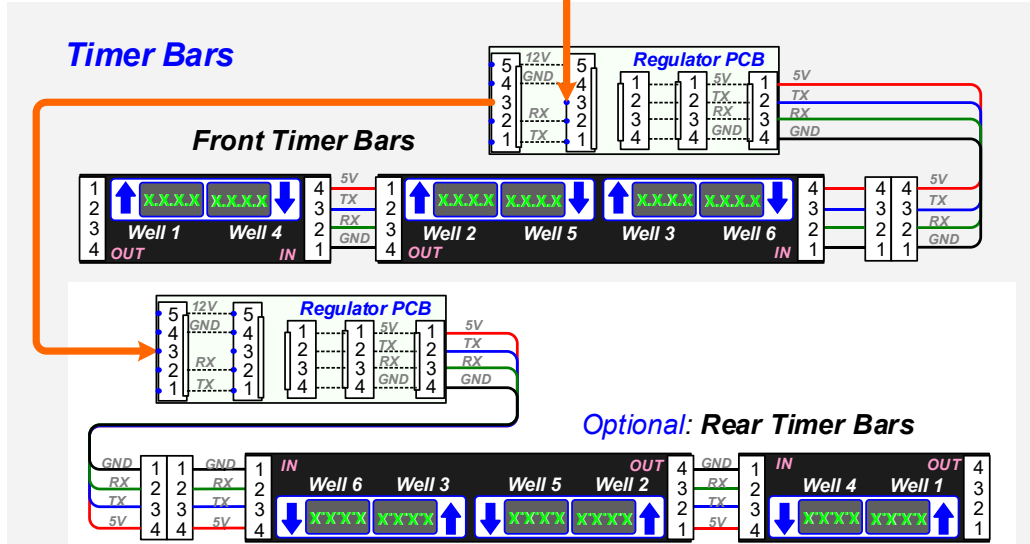 Timer Bars
Regulator PCB
5 12V 5
4 GND 4
3 3
2 RX 2
1 TX 1
1 1 5V 1 5V
2 2 TX 2 TX
3 3 RX 3 RX
4 4 GND 4 GND
Front Timer Bars
1 X.X.X.X X.X.X.X 4 5V 1 X.X.X.X X.X.X.X X.X.X.X X.X.X.X 4 4 4 5V
2 3 TX 2 3 3 3 TX
3 Well 1 Well 4 2 RX 3 Well 2 Well 5 Well 3 Well 6 2 2 2 RX
4 OUT IN 1 GND 4 OUT IN 1 1 1 GND
Regulator PCB
5 12V 5
4 GND 4
3 3
2 RX 2
1 TX 1
1 1 5V 1 5V
2 2 TX 2 TX
3 3 RX 3 RX
4 4 GND 4 GND
Optional: Rear Timer Bars
GND 1 1 GND 1 IN OUT 4 GND 1 IN OUT 4
RX 2 2 RX 2 Well 6 Well 3 Well 5 Well 2 3 RX 2 Well 4 Well 1 3
TX 3 3 TX 3 2 TX 3 2
5V 4 4 5V 4 X.X.X.X X.X.X.X X.X.X.X X.X.X.X 1 5V 4 X.X.X.X X.X.X.X 1